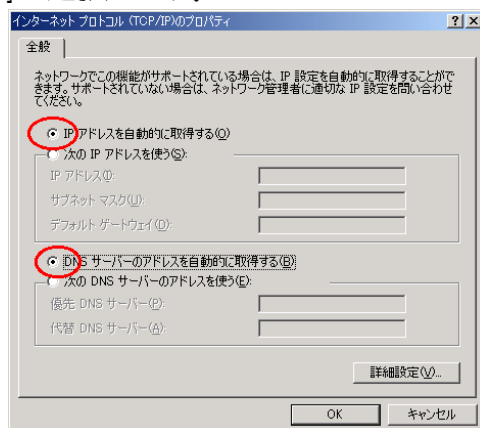 インターネット プロトコル (TCP/IP)のプロパティ
全般
ネットワークでこの機能がサポートされている場合は、IP 設定を自動的に取得することがで
きます。サポートされていない場合は、ネットワーク管理者に適切な IP 設定を問い合わせ
てください。
IP アドレスを自動的に取得する(O)
次の IP アドレスを使う(S):
IP アドレス(I):
サブネット マスク(U):
デフォルト ゲートウェイ(D):
DNS サーバーのアドレスを自動的に取得する(B)
次の DNS サーバーのアドレスを使う(E):
優先 DNS サーバー(P):
代替 DNS サーバー(A):
詳細設定(V)...
OK
キャンセル